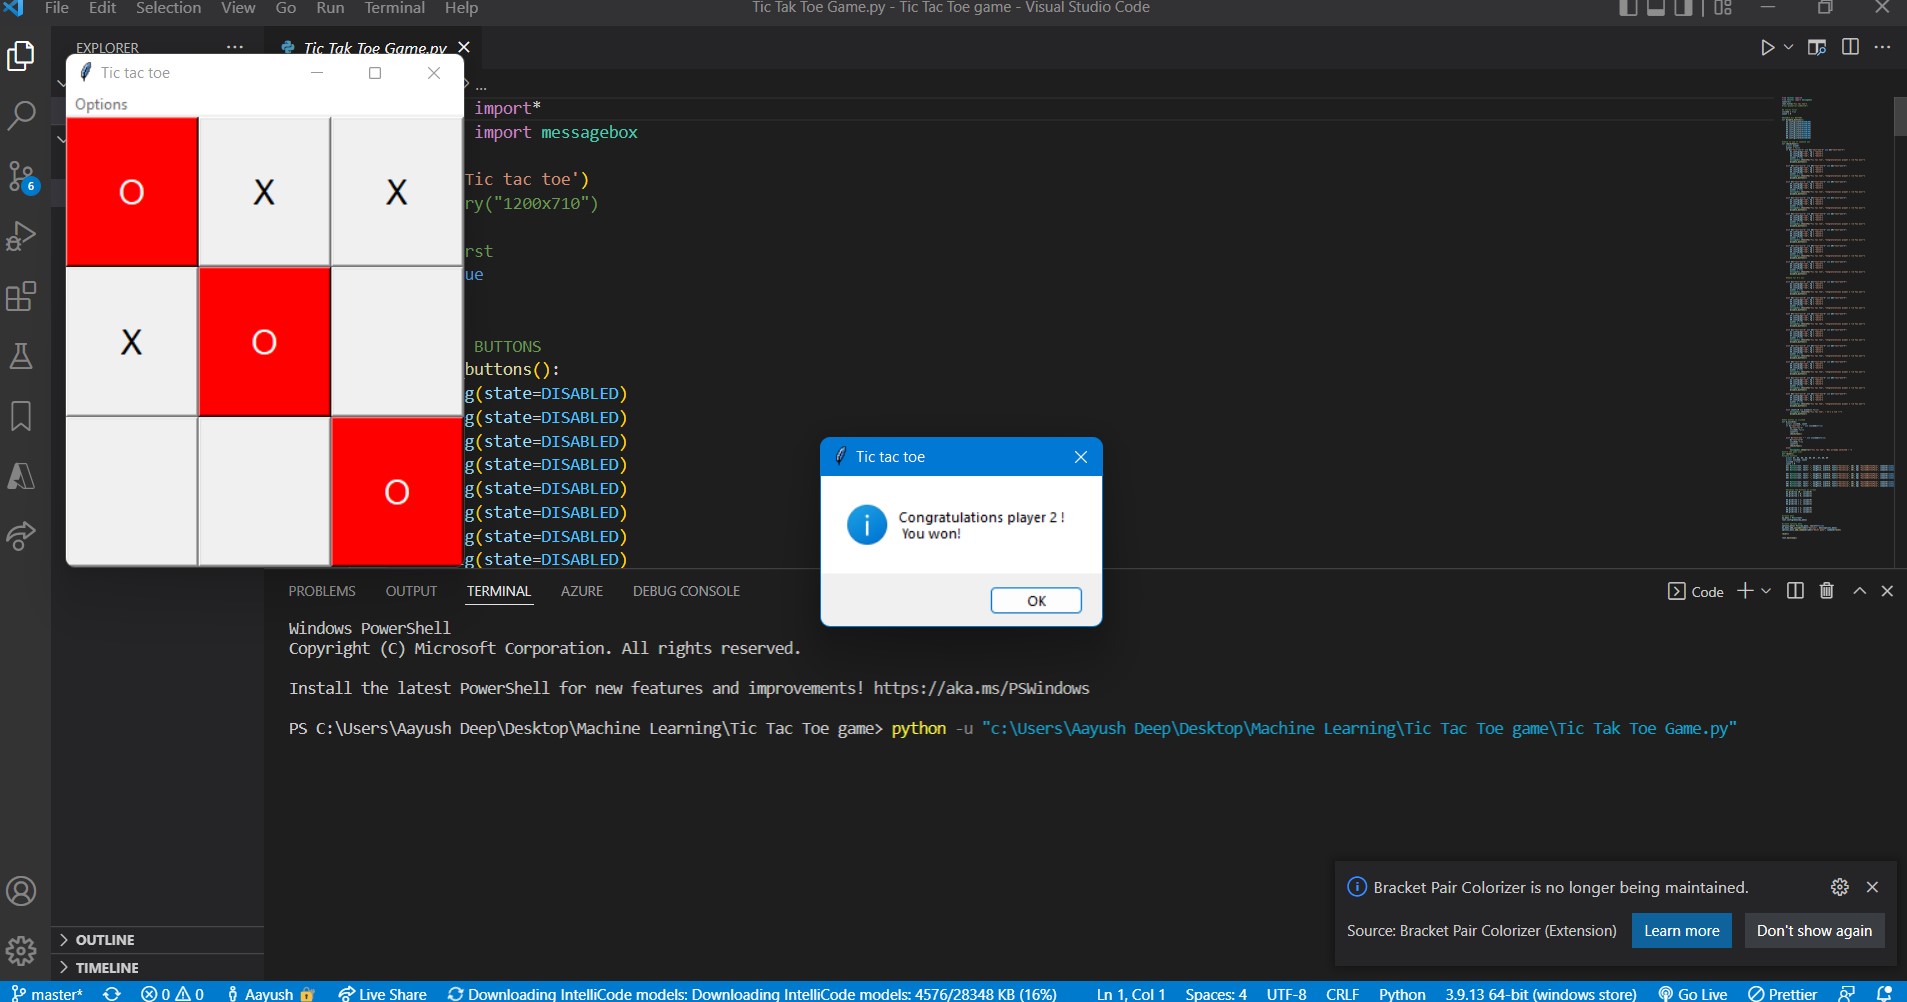 File Edit Selection View Go Run Terminal Help
Tic Tak Toe Game.py - Tic Tac Toe game - Visual Studio Code
EXPLORER
Tic Tak Toe Game.py
...
Tic tac toe
Options
O X X
X O
O
import*
import messagebox
Tic tac toe')
ry("1200x710")
rst
ue
BUTTONS
buttons():
g(state=DISABLED)
g(state=DISABLED)
g(state=DISABLED)
g(state=DISABLED)
g(state=DISABLED)
g(state=DISABLED)
g(state=DISABLED)
g(state=DISABLED)
Tic tac toe
Congratulations player 2 !
You won!
OK
6
PROBLEMS OUTPUT TERMINAL AZURE DEBUG CONSOLE
Code
Windows PowerShell
Copyright (C) Microsoft Corporation. All rights reserved.
Install the latest PowerShell for new features and improvements! https://aka.ms/PSWindows
PS C:\Users\Aayush Deep\Desktop\Machine Learning\Tic Tac Toe game> python -u "c:\Users\Aayush Deep\Desktop\Machine Learning\Tic Tac Toe game\Tic Tak Toe Game.py"
Bracket Pair Colorizer is no longer being maintained.
Source: Bracket Pair Colorizer (Extension)
Learn more
Don't show again
OUTLINE
TIMELINE
master* 0 0 Aayush Live Share Downloading IntelliCode models: Downloading IntelliCode models: 4576/28348 KB (16%) Ln 1, Col 1 Spaces: 4 UTF-8 CRLF Python 3.9.13 64-bit (windows store) Go Live Prettier